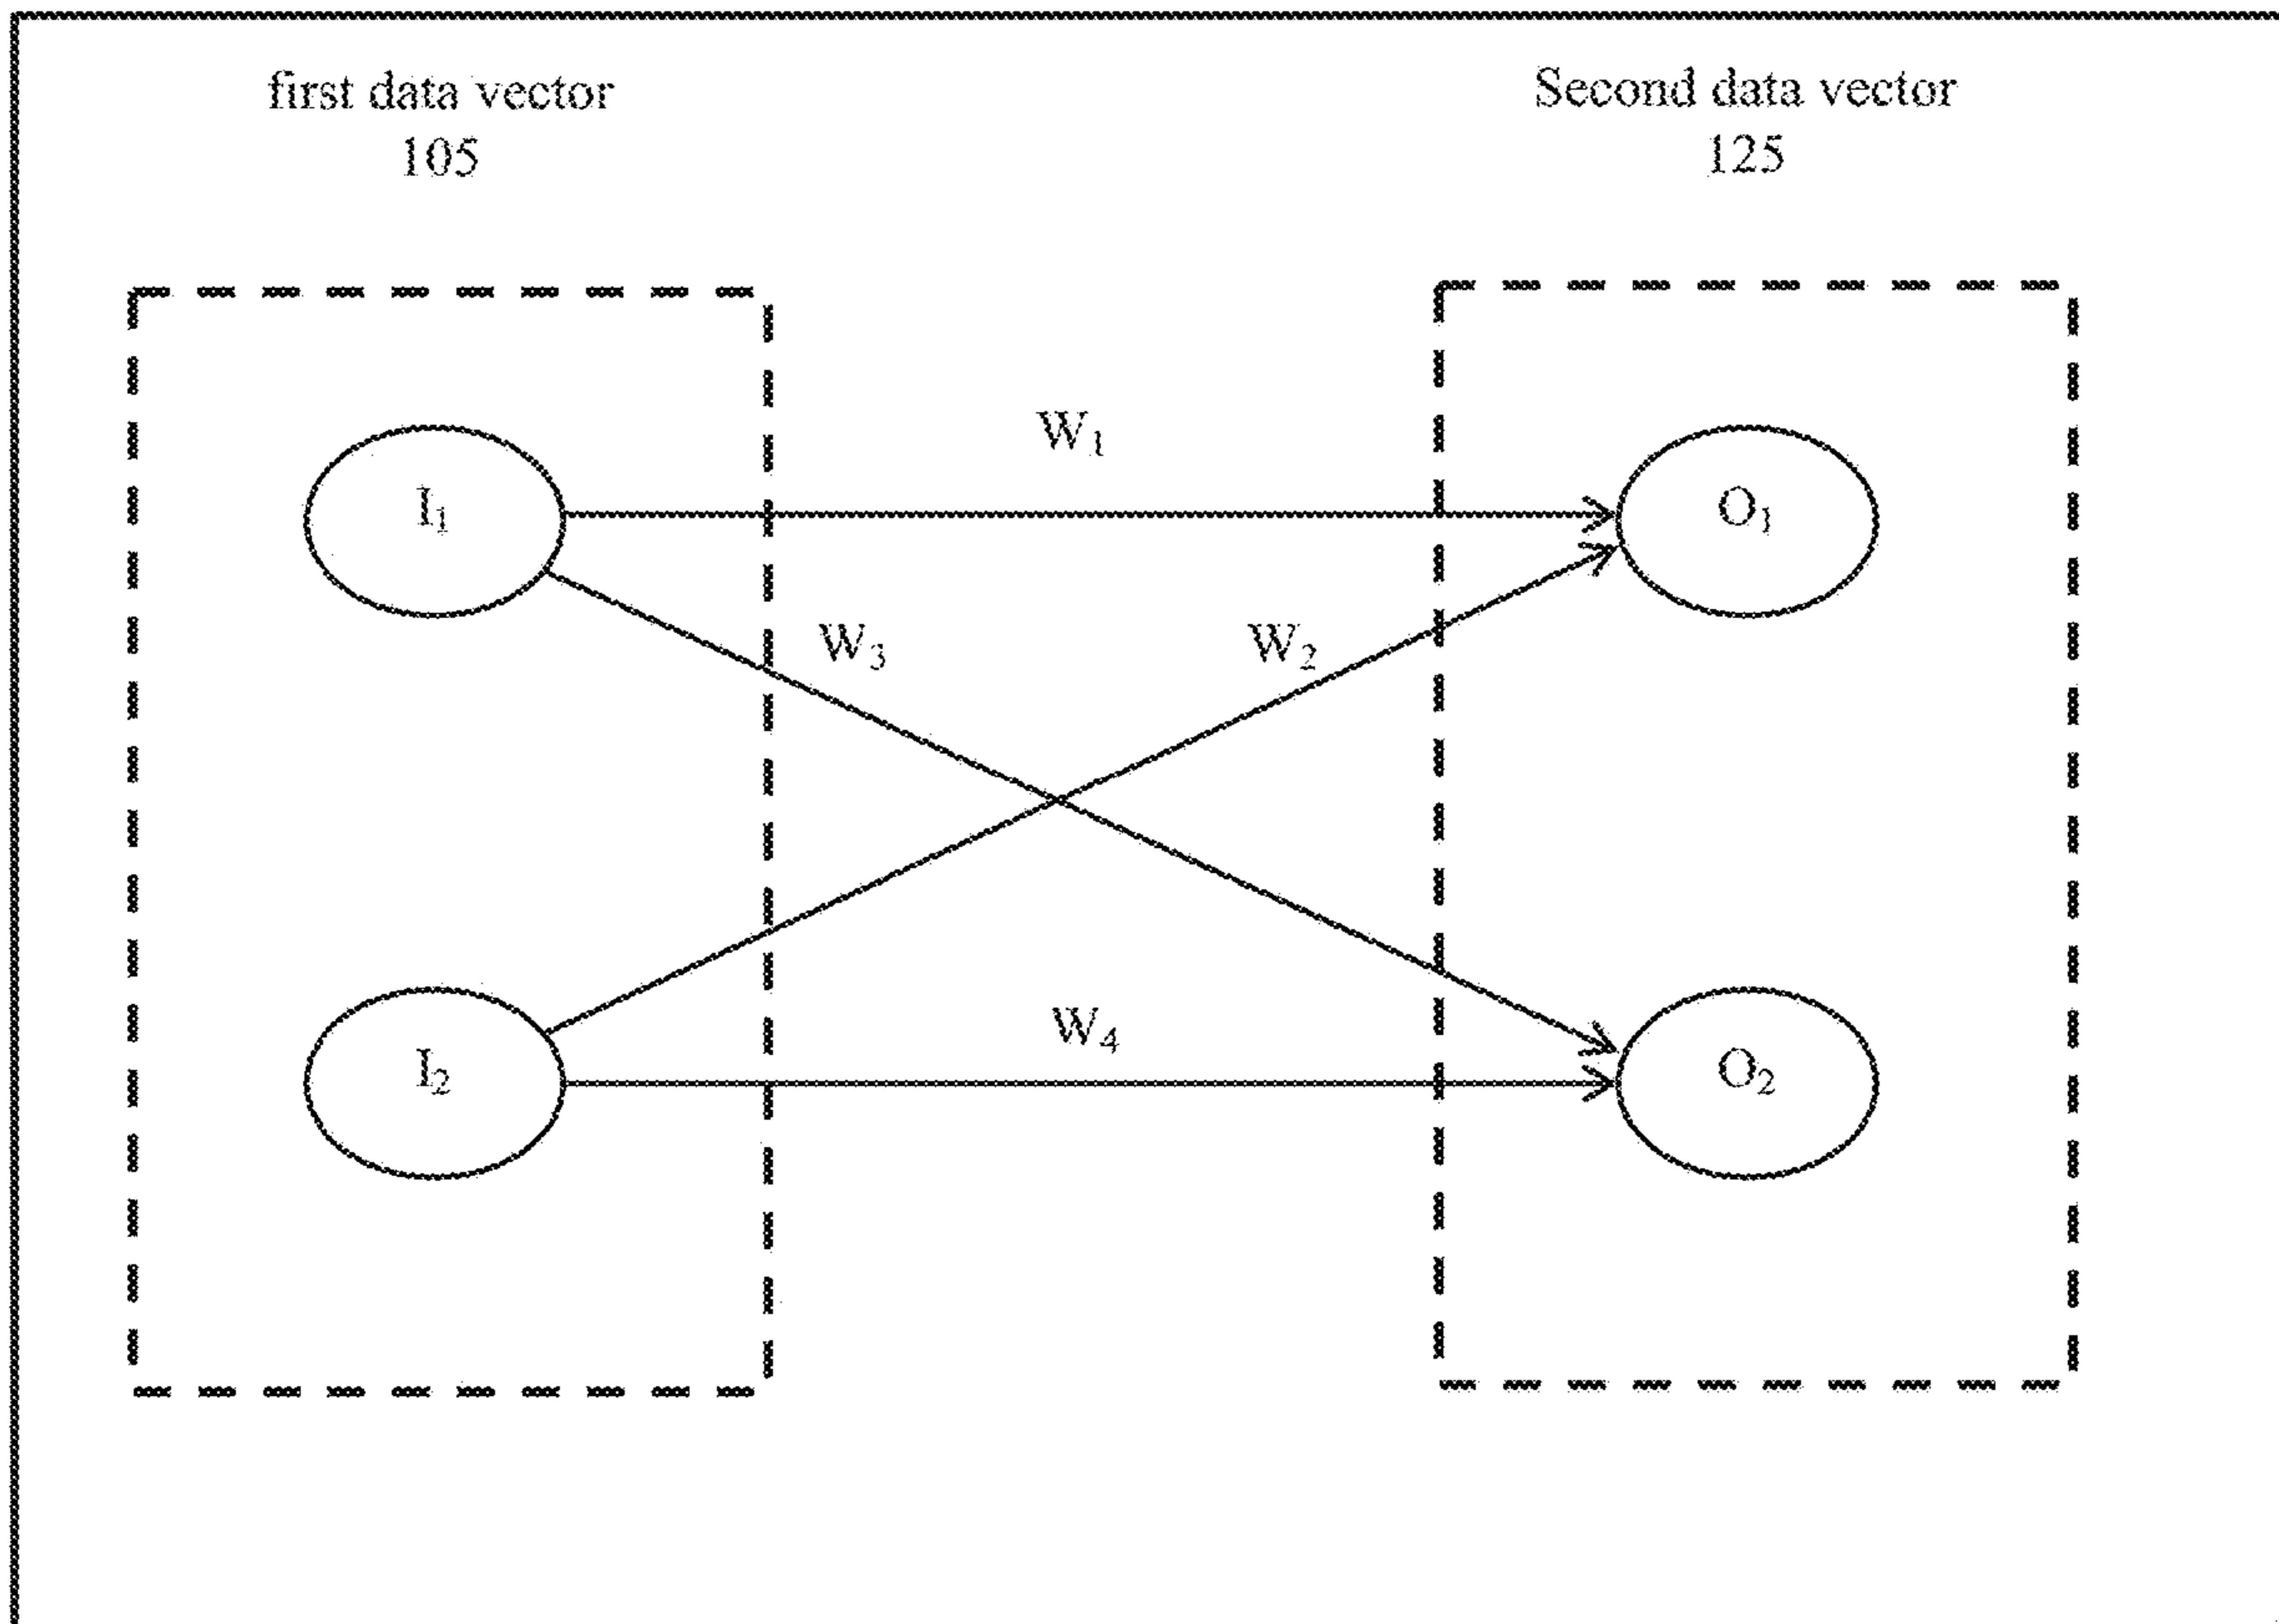 first data vector
105
Second data vector
125
W₁
I₁
O₁
W₃
W₂
W₄
I₂
O₂